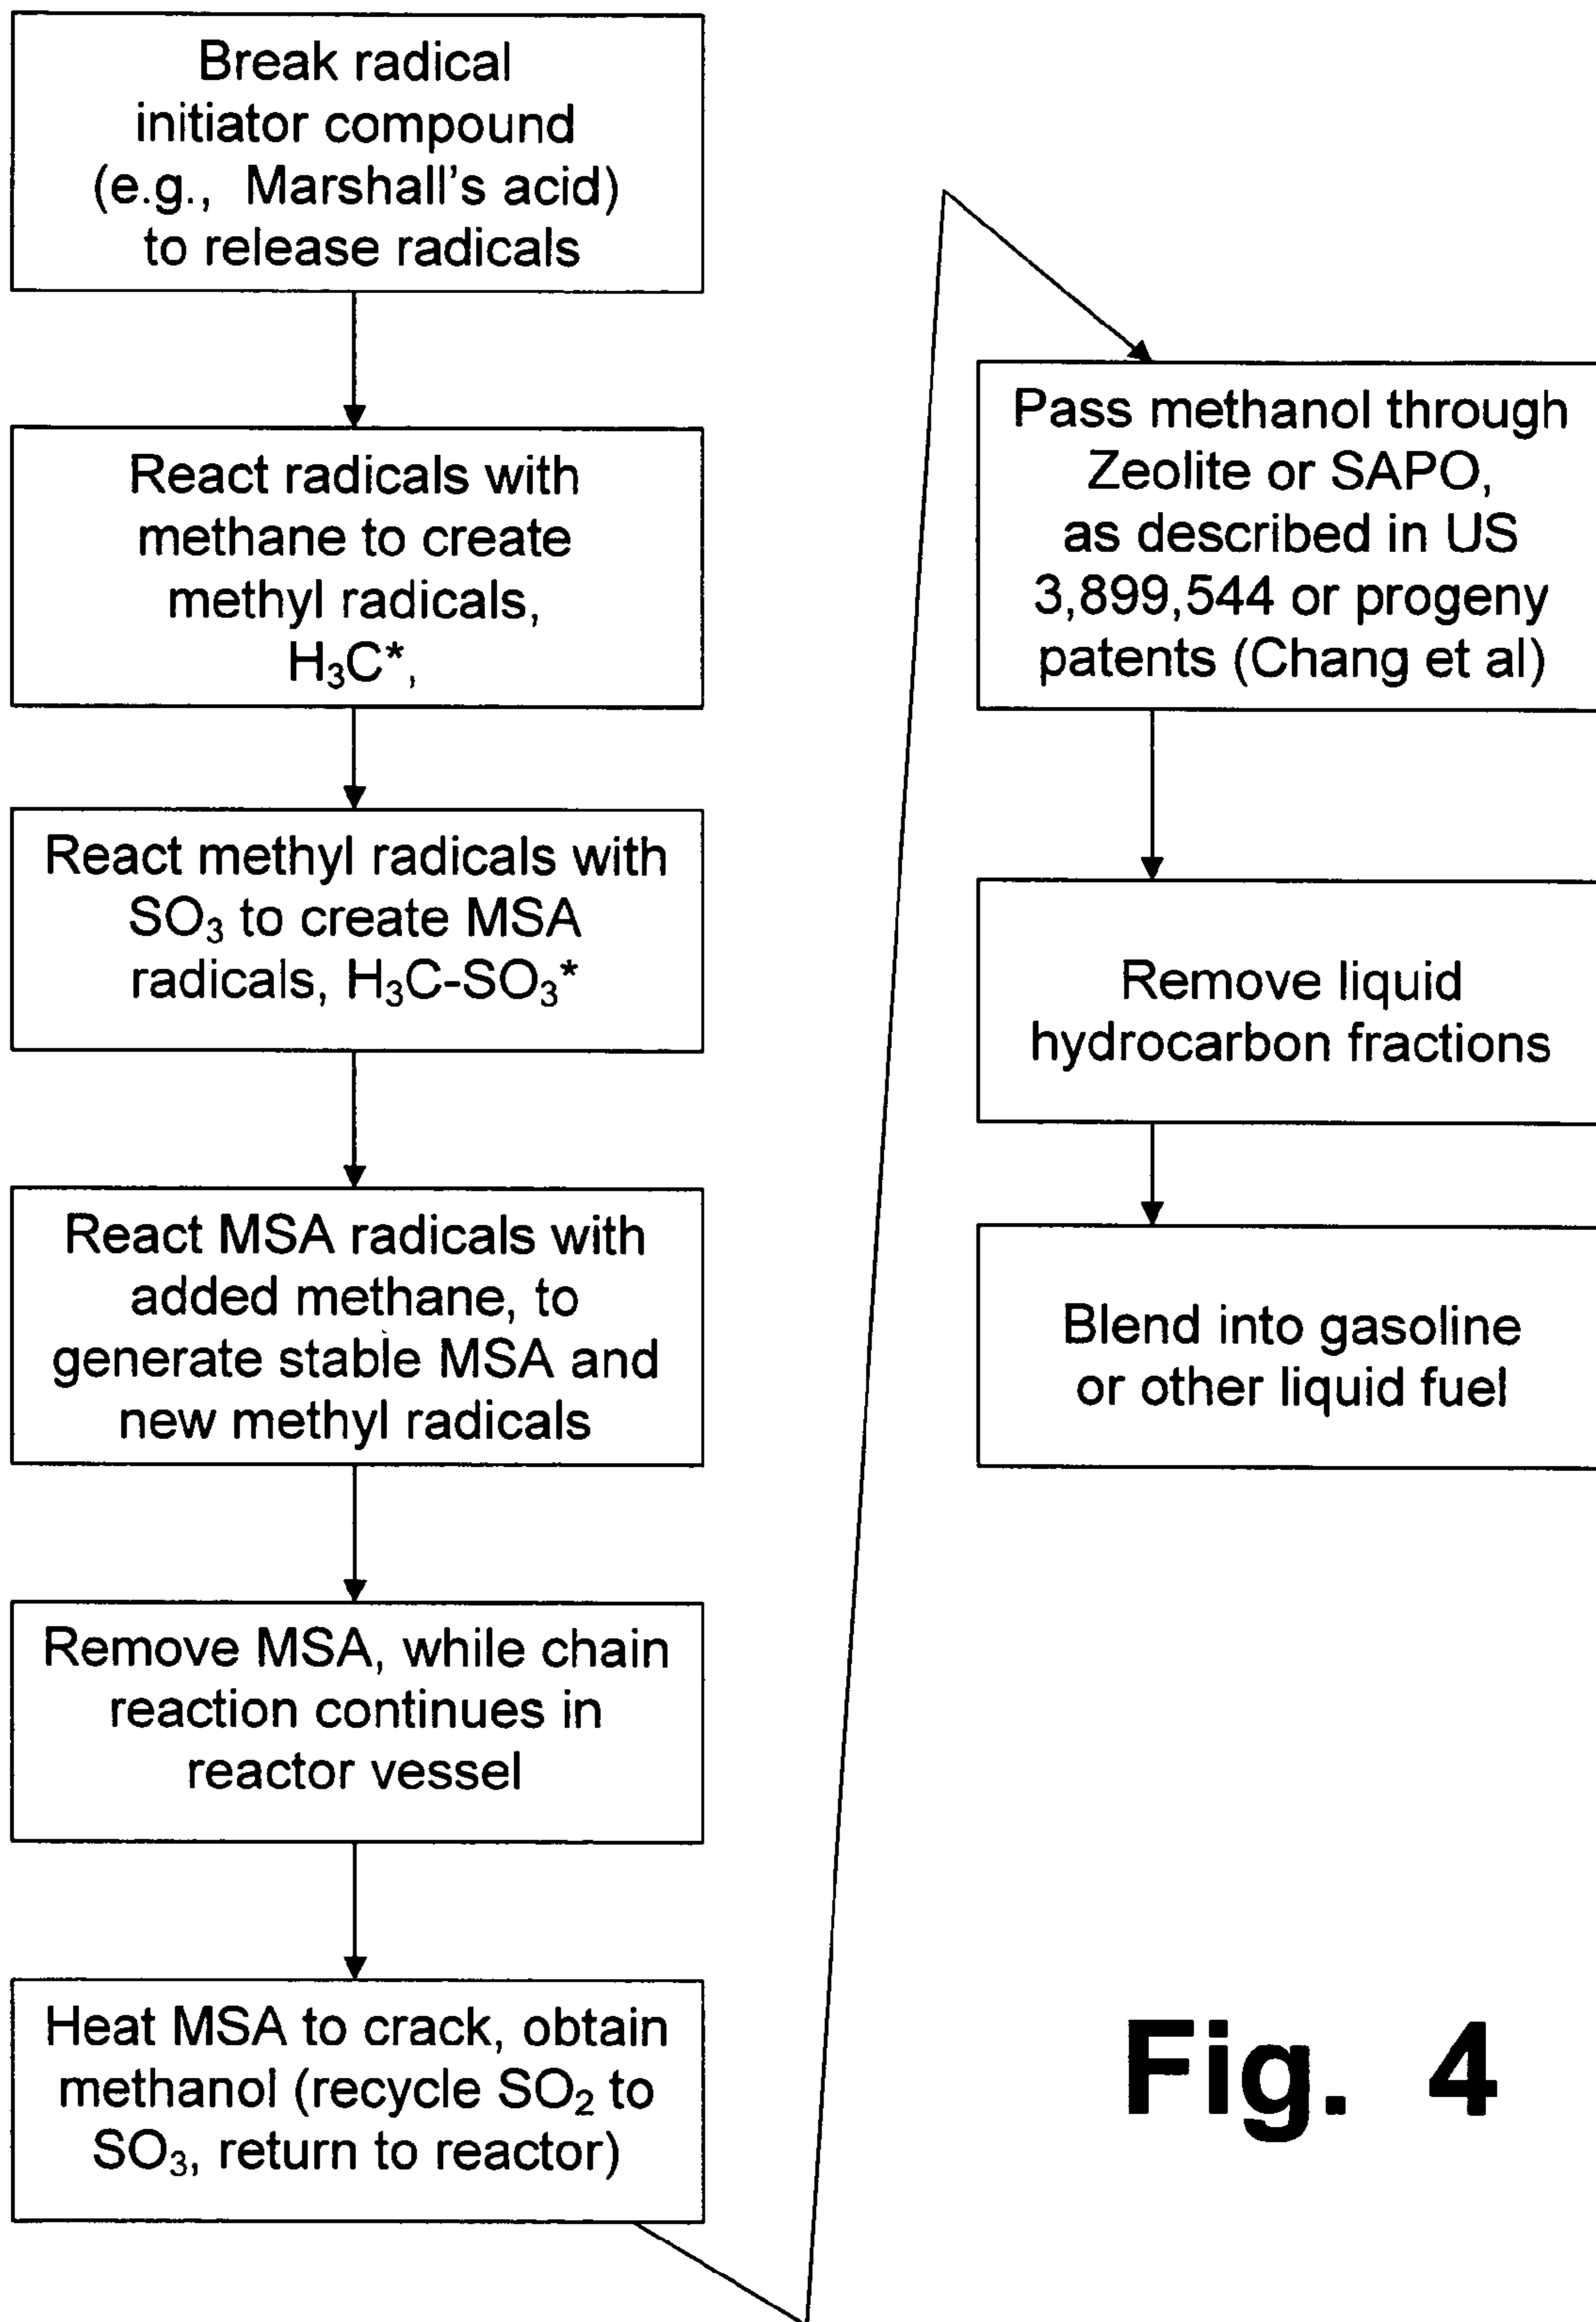 Break radical
initiator compound
(e.g., Marshall's acid)
to release radicals
React radicals with
methane to create
methyl radicals,
H₃C*,
React methyl radicals with
SO₃ to create MSA
radicals, H₃C-SO₃*
React MSA radicals with
added methane, to
generate stable MSA and
new methyl radicals
Remove MSA, while chain
reaction continues in
reactor vessel
Heat MSA to crack, obtain
methanol (recycle SO₂ to
SO₃, return to reactor)
Pass methanol through
Zeolite or SAPO,
as described in US
3,899,544 or progeny
patents (Chang et al)
Remove liquid
hydrocarbon fractions
Blend into gasoline
or other liquid fuel
Fig. 4